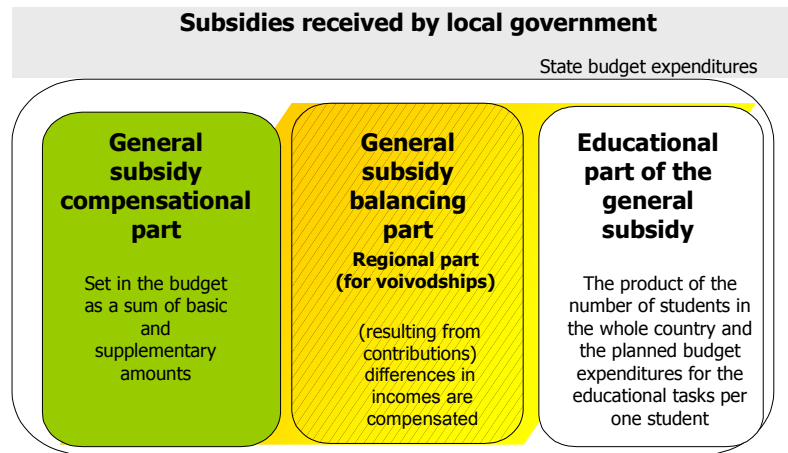 Subsidies received by local government
State budget expenditures
General
subsidy
compensational
part
Set in the budget
as a sum of basic
and
supplementary
amounts
General
subsidy
balancing
part
Regional part
(for voivodships)
(resulting from
contributions)
differences in
incomes are
compensated
Educational
part of the
general
subsidy
The product of the
number of students in
the whole country and
the planned budget
expenditures for the
educational tasks per
one student